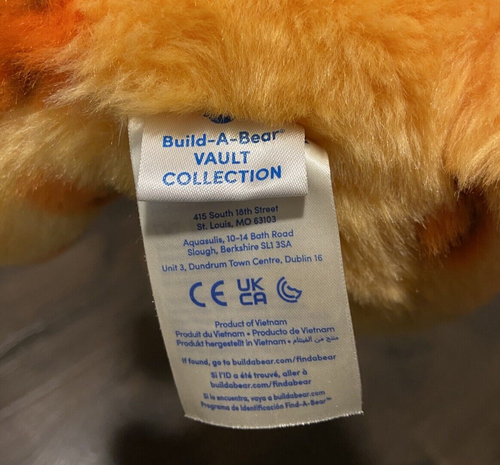 Build-A-Bear®
VAULT
COLLECTION
415 South 18th Street
St. Louis, MO 63103
Aquasulis, 10-14 Bath Road
Slough, Berkshire SL1 3SA
Unit 3, Dundrum Town Centre, Dublin 16
CE UK
CA
Product of Vietnam
Produit du Vietnam • Producto de Vietnam
Produkt hergestellt in Vietnam • منتج من الفيتنام
If found, go to buildabear.com/findabear
Si l'ID a été trouvé, aller à
buildabear.com/findabear
Si lo encuentra, vaya a buildabear.com
Programa de Identificación Find-A-Bear™